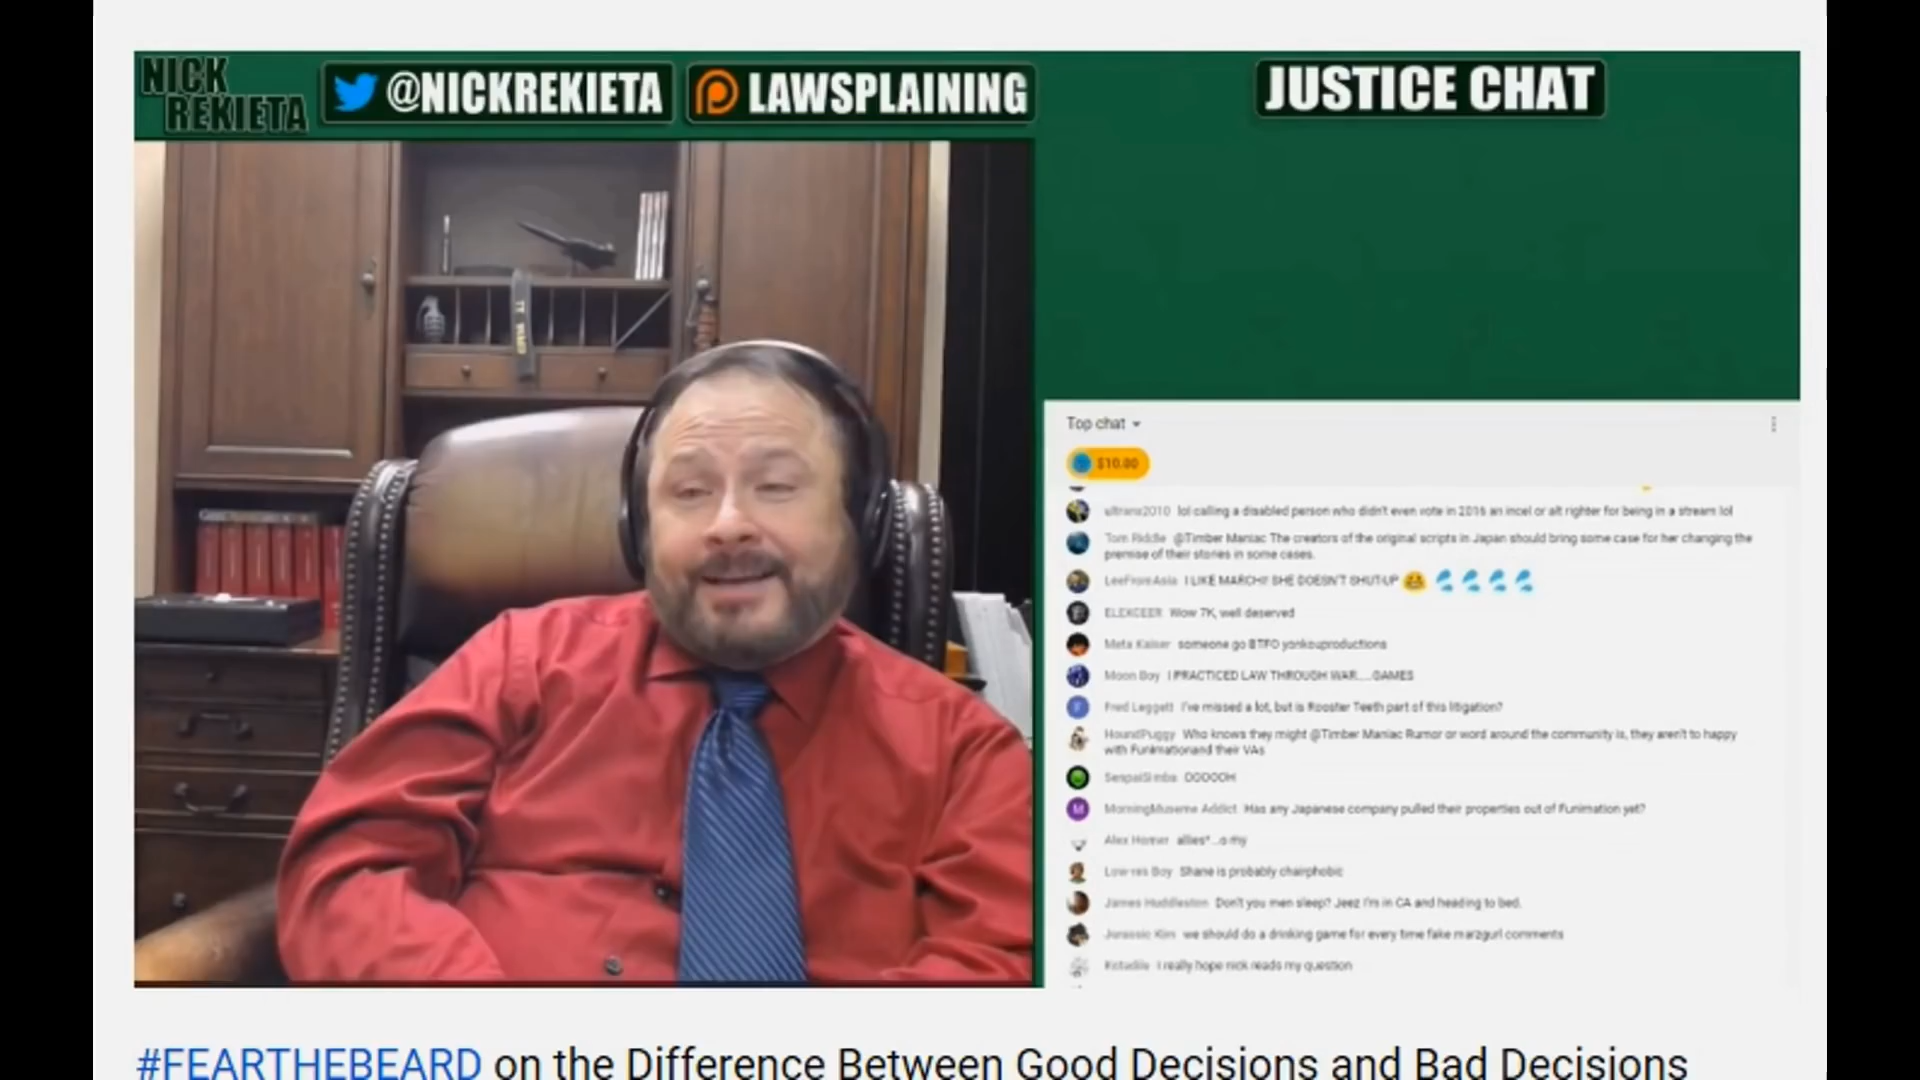 NICK
REKIETA
@NICKREKIETA
LAWSPLAINING
JUSTICE CHAT
Top chat
$10.00
ultranx2010 lol calling a disabled person who didn't even vote in 2016 an incel or alt righter for being in a stream lol
Tom Riddle @Timber Maniac The creators of the original scripts in Japan should bring some case for her changing the
premise of their stories in some cases.
LeeFromAsia I LIKE MARCHI! SHE DOESN'T SHUT-UP
ELEXCEER Wow 7K, well deserved
Meta Kaiser someone go BTFO yonkouproductions
Moon Boy I PRACTICED LAW THROUGH WAR.....GAMES
Fred Leggett I've missed a lot, but is Rooster Teeth part of this litigation?
HoundPuggy Who knows they might @Timber Maniac Rumor or word around the community is, they aren't to happy
with Funimationand their VAs
SenpaiSimba OOOOOH
M
MorningMuseme Addict Has any Japanese company pulled their properties out of Funimation yet?
Alex Homer allies* ...o my
Low-res Boy Shane is probably chairphobic
James Huddleston Don't you men sleep? Jeez I'm in CA and heading to bed.
Jurassic Kim we should do a drinking game for every time fake marzgurl comments
I really hope nick reads my question
#FEARTHEBEARD on the Difference Between Good Decisions and Bad Decisions